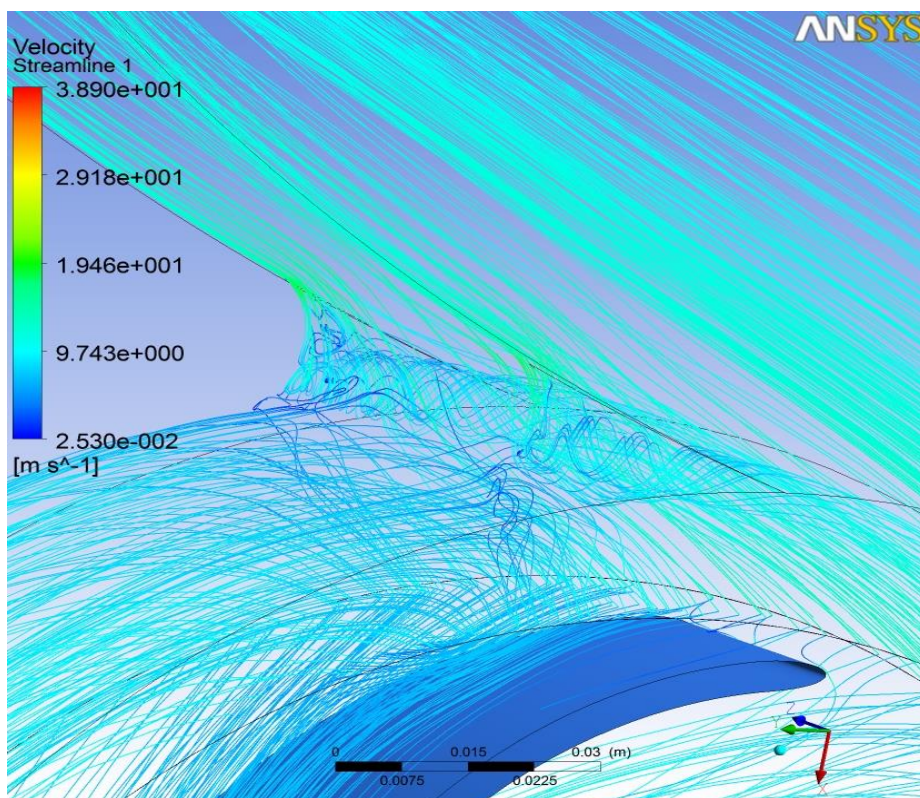 ANSYS
Velocity
Streamline 1
3.890e+001
2.918e+001
1.946e+001
9.743e+000
2.530e-002
[m s^-1]
0 0.015 0.03 (m)
0.0075 0.0225
Z
Y
X